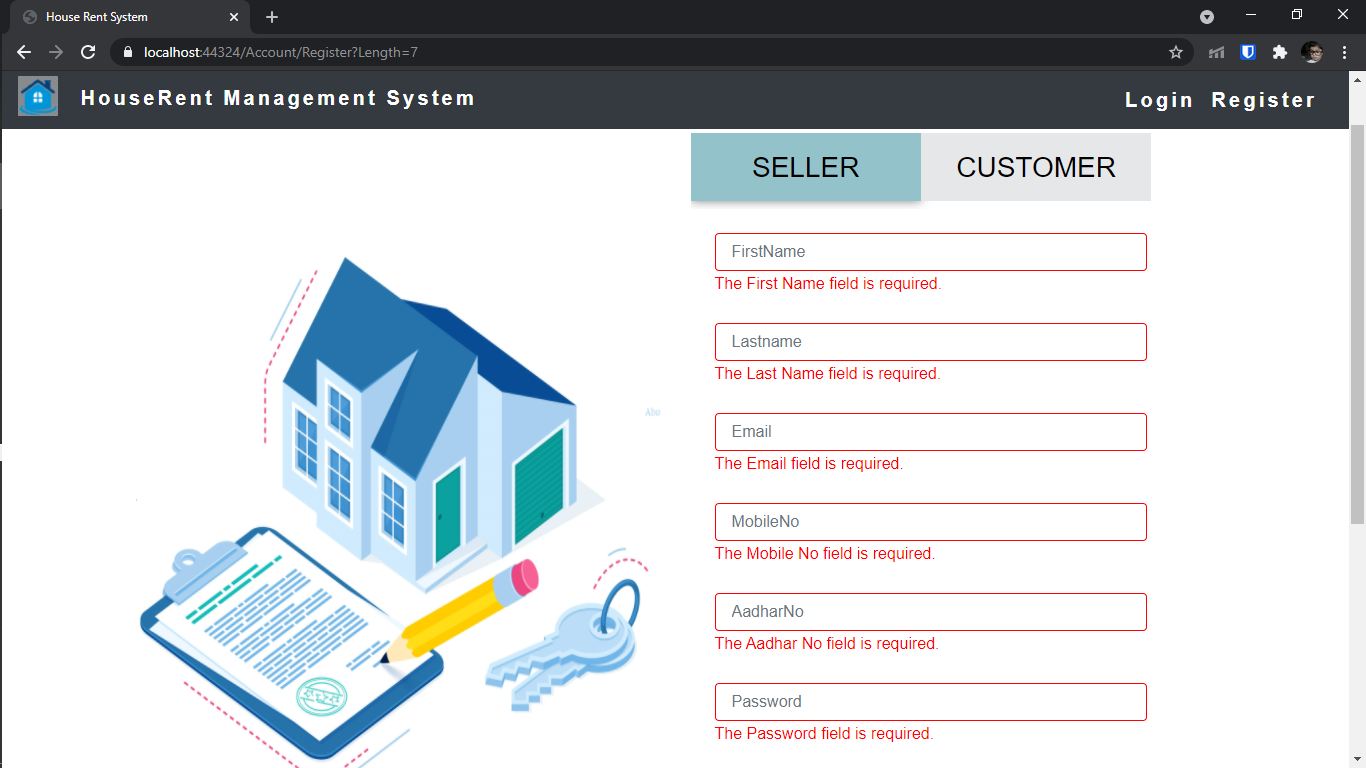 House Rent System
localhost:44324/Account/Register?Length=7
HouseRent Management System
Login Register
SELLER CUSTOMER
FirstName
The First Name field is required.
Lastname
The Last Name field is required.
Abo
Email
The Email field is required.
MobileNo
The Mobile No field is required.
AadharNo
The Aadhar No field is required.
Password
The Password field is required.